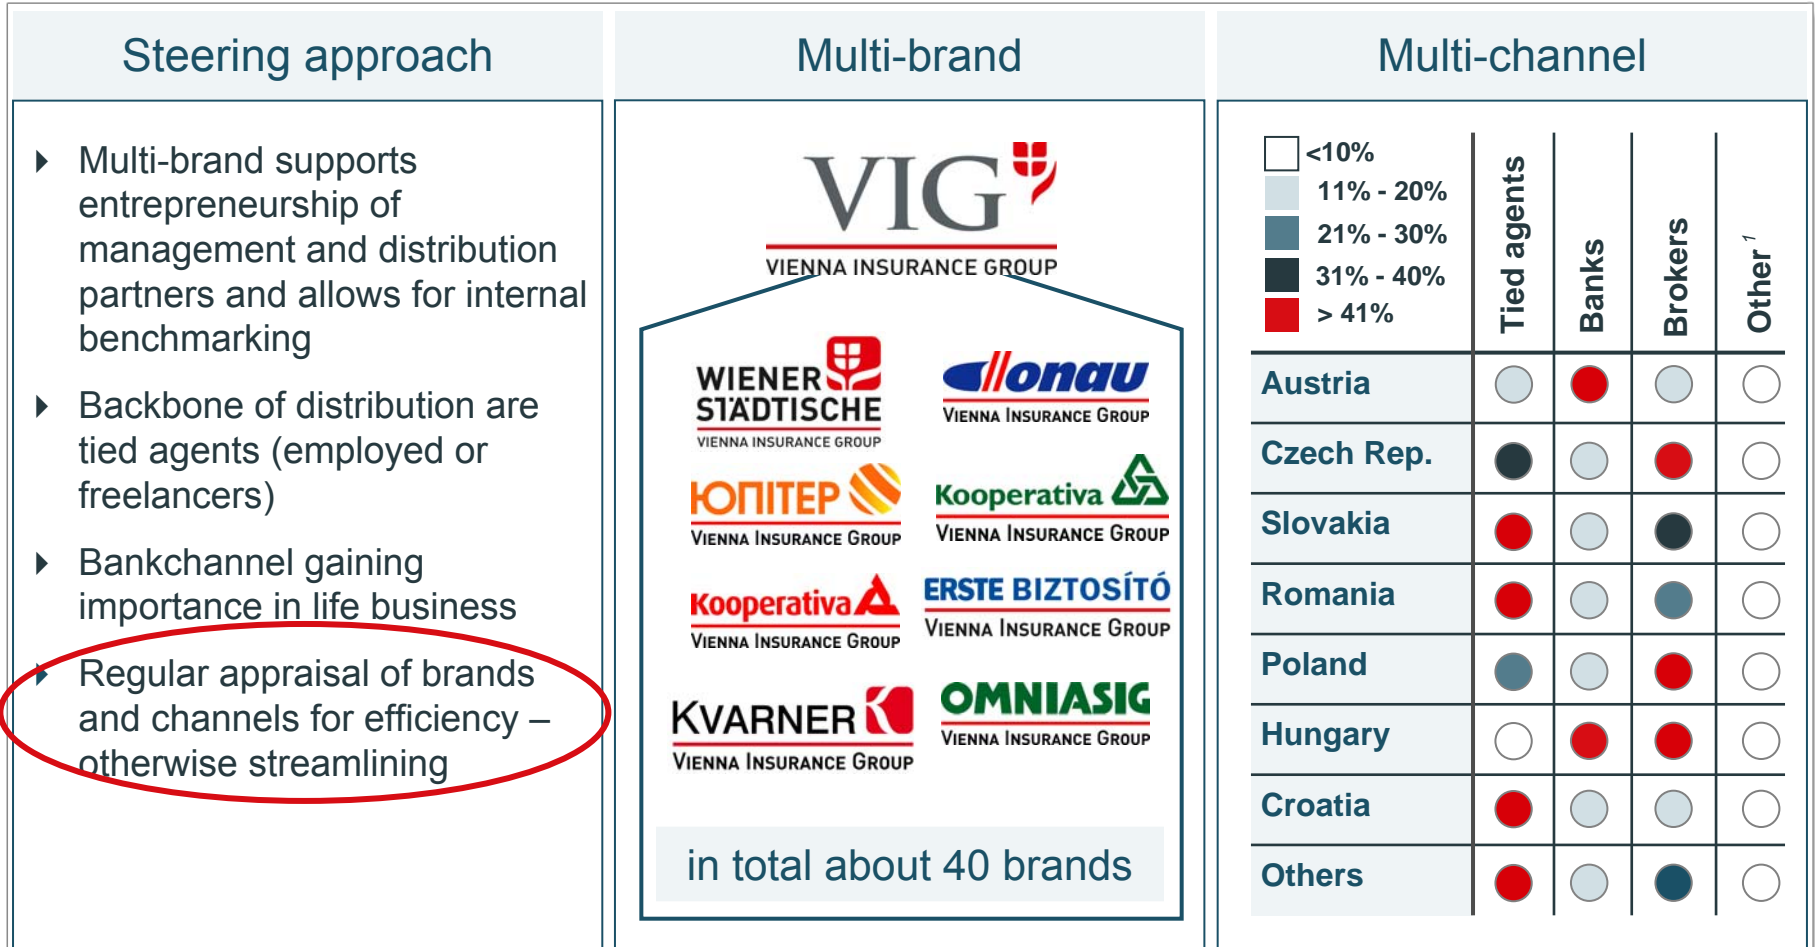 Steering approach
Multi-brand supports
entrepreneurship of
management and distribution
partners and allows for internal
benchmarking
Backbone of distribution are
tied agents (employed or
freelancers)
Bankchannel gaining
importance in life business
Regular appraisal of brands
and channels for efficiency –
otherwise streamlining
Multi-brand
VIG
VIENNA INSURANCE GROUP
WIENER
STÄDTISCHE
VIENNA INSURANCE GROUP
donau
VIENNA INSURANCE GROUP
ЮПІТЕР
VIENNA INSURANCE GROUP
Kooperativa
VIENNA INSURANCE GROUP
Kooperativa
VIENNA INSURANCE GROUP
ERSTE BIZTOSÍTÓ
VIENNA INSURANCE GROUP
KVARNER
VIENNA INSURANCE GROUP
OMNIASIG
VIENNA INSURANCE GROUP
in total about 40 brands
Multi-channel
<10%
11% - 20%
21% - 30%
31% - 40%
> 41%
Tied agents
Banks
Brokers
Other 1
Austria
Czech Rep.
Slovakia
Romania
Poland
Hungary
Croatia
Others